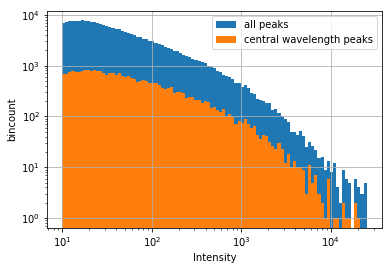 all peaks
central wavelength peaks
bincount
10⁴
10³
10²
10¹
10⁰
10¹
10²
10³
10⁴
Intensity